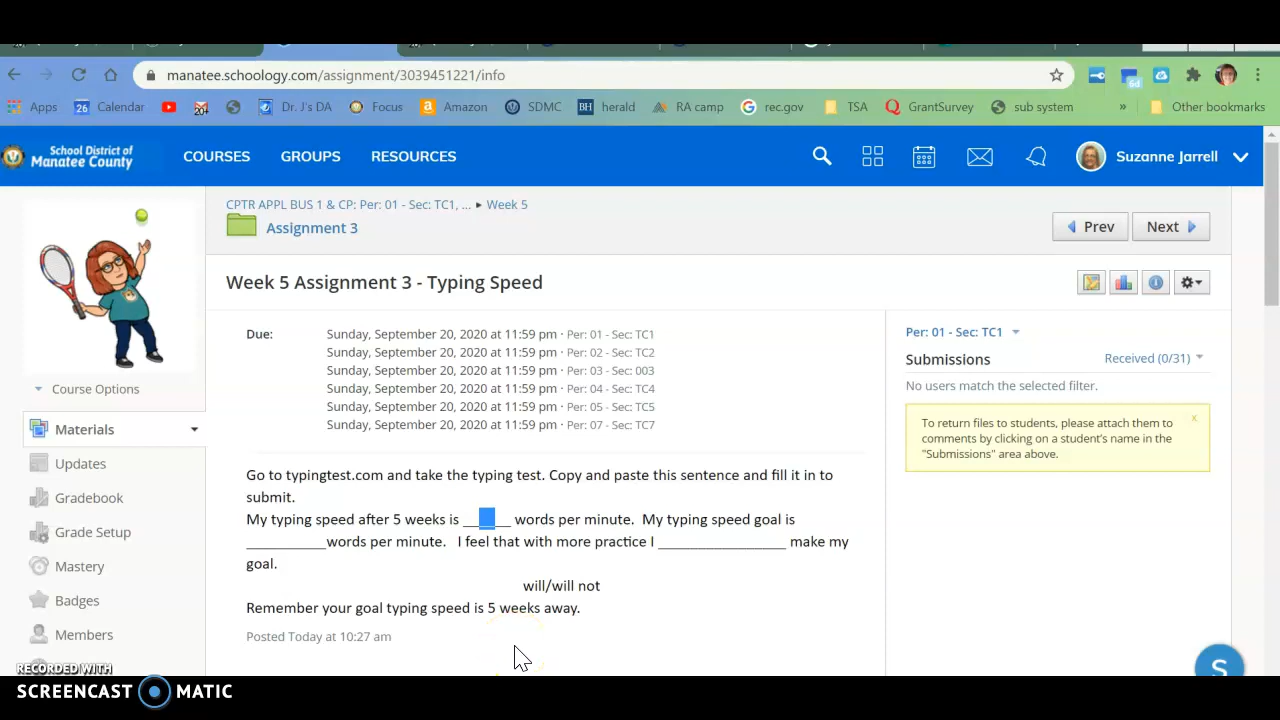 manatee.schoology.com/assignment/3039451221/info
6d
Apps
26
Calendar
20+
Dr. J's DA
Focus
Amazon
SDMC
BH
herald
RA camp
rec.gov
TSA
GrantSurvey
sub system
»
Other bookmarks
School District of
Manatee County
COURSES
GROUPS
RESOURCES
Suzanne Jarrell
CPTR APPL BUS 1 & CP: Per: 01 - Sec: TC1, ... ▸ Week 5
Assignment 3
Prev
Next
Week 5 Assignment 3 - Typing Speed
Due:
Sunday, September 20, 2020 at 11:59 pm · Per: 01 - Sec: TC1
Sunday, September 20, 2020 at 11:59 pm · Per: 02 - Sec: TC2
Sunday, September 20, 2020 at 11:59 pm · Per: 03 - Sec: 003
Sunday, September 20, 2020 at 11:59 pm · Per: 04 - Sec: TC4
Sunday, September 20, 2020 at 11:59 pm · Per: 05 - Sec: TC5
Sunday, September 20, 2020 at 11:59 pm · Per: 07 - Sec: TC7
Go to typingtest.com and take the typing test. Copy and paste this sentence and fill it in to
submit.
My typing speed after 5 weeks is ______ words per minute.  My typing speed goal is
___________words per minute.   I feel that with more practice I _________________ make my
goal.
will/will not
Remember your goal typing speed is 5 weeks away.
Posted Today at 10:27 am
Per: 01 - Sec: TC1
Submissions
Received (0/31)
No users match the selected filter.
To return files to students, please attach them to
comments by clicking on a student's name in the
"Submissions" area above.
x
Course Options
Materials
Updates
Gradebook
Grade Setup
Mastery
Badges
Members
S
RECORDED WITH
SCREENCAST MATIC